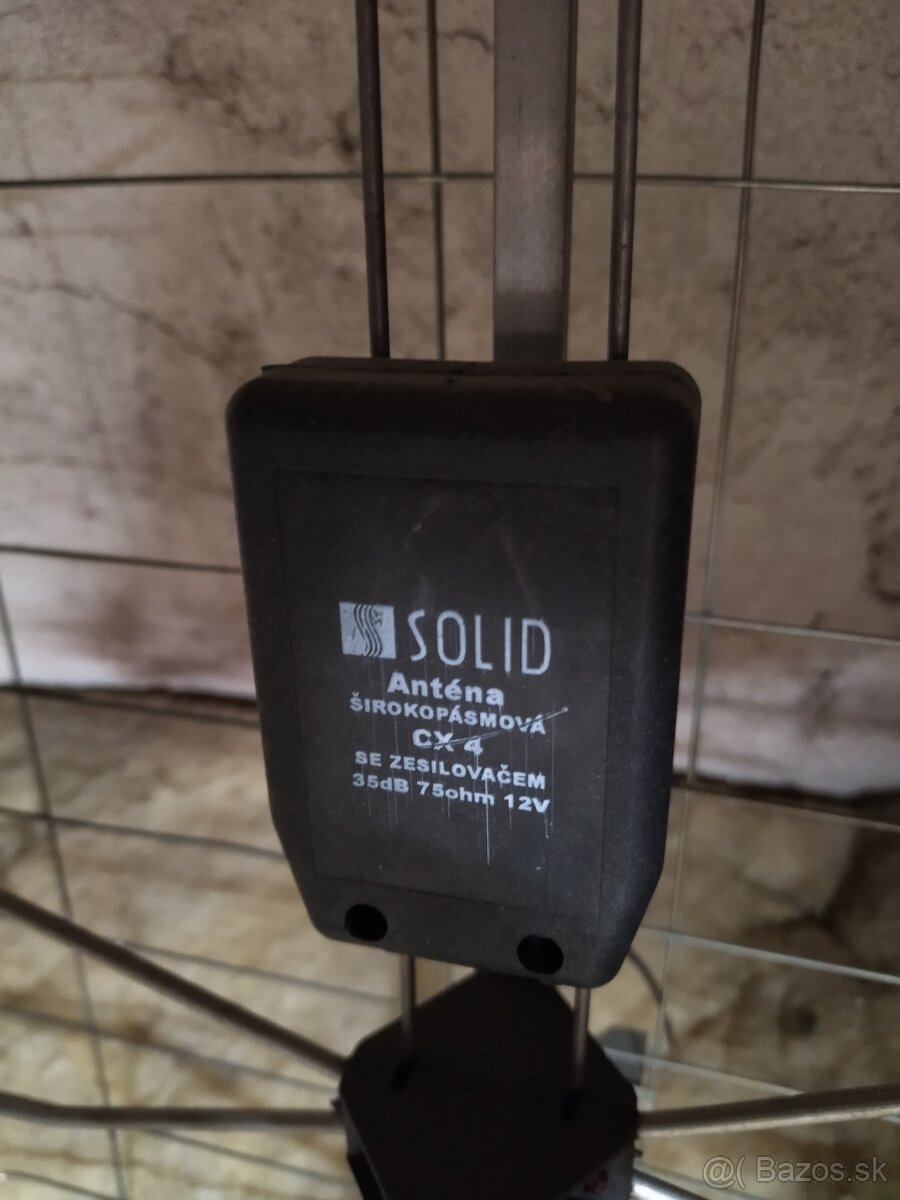 SOLID
Anténa
ŠIROKOPÁSMOVÁ
CX 4
SE ZESILOVAČEM
35dB 75ohm 12V
@( Bazos.sk